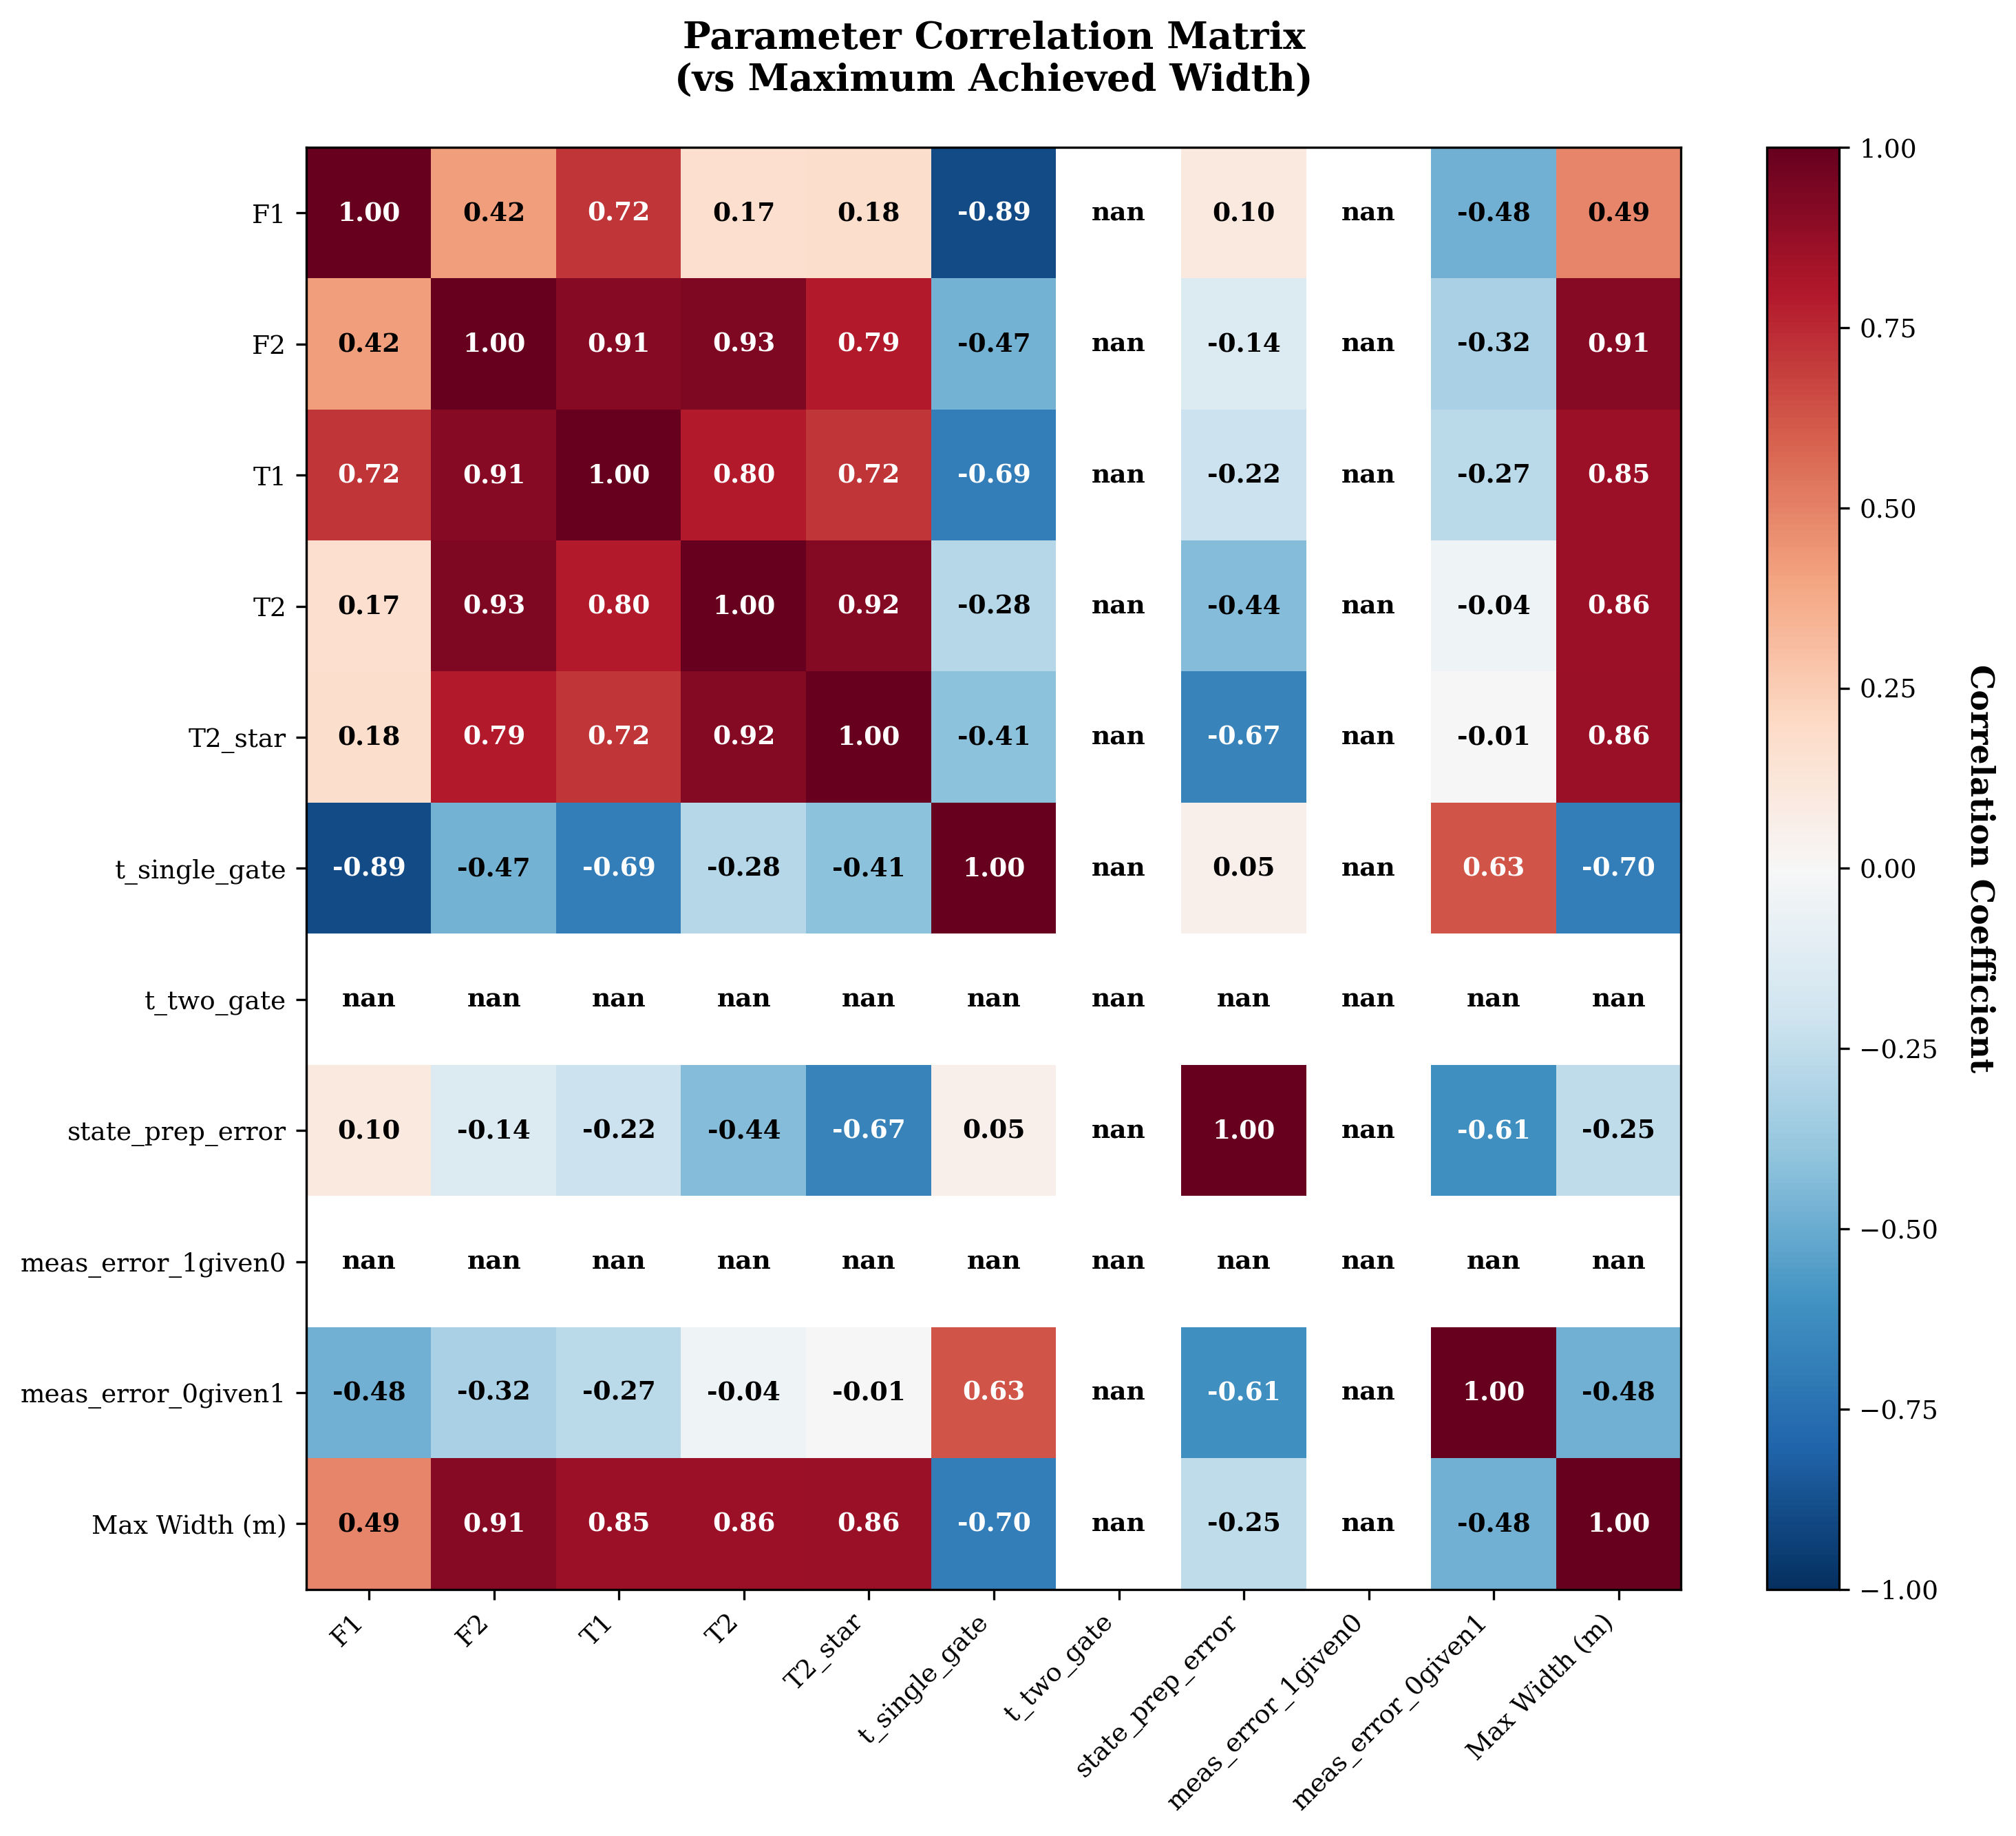 Parameter Correlation Matrix
(vs Maximum Achieved Width)
F1 1.00 0.42 0.72 0.17 0.18 -0.89 nan 0.10 nan -0.48 0.49
F2 0.42 1.00 0.91 0.93 0.79 -0.47 nan -0.14 nan -0.32 0.91
T1 0.72 0.91 1.00 0.80 0.72 -0.69 nan -0.22 nan -0.27 0.85
T2 0.17 0.93 0.80 1.00 0.92 -0.28 nan -0.44 nan -0.04 0.86
T2_star 0.18 0.79 0.72 0.92 1.00 -0.41 nan -0.67 nan -0.01 0.86
t_single_gate -0.89 -0.47 -0.69 -0.28 -0.41 1.00 nan 0.05 nan 0.63 -0.70
t_two_gate nan nan nan nan nan nan nan nan nan nan nan
state_prep_error 0.10 -0.14 -0.22 -0.44 -0.67 0.05 nan 1.00 nan -0.61 -0.25
meas_error_1given0 nan nan nan nan nan nan nan nan nan nan nan
meas_error_0given1 -0.48 -0.32 -0.27 -0.04 -0.01 0.63 nan -0.61 nan 1.00 -0.48
Max Width (m) 0.49 0.91 0.85 0.86 0.86 -0.70 nan -0.25 nan -0.48 1.00
F1
F2
T1
T2
T2_star
t_single_gate
t_two_gate
state_prep_error
meas_error_1given0
meas_error_0given1
Max Width (m)
1.00
0.75
0.50
0.25
0.00
−0.25
−0.50
−0.75
−1.00
Correlation Coefficient